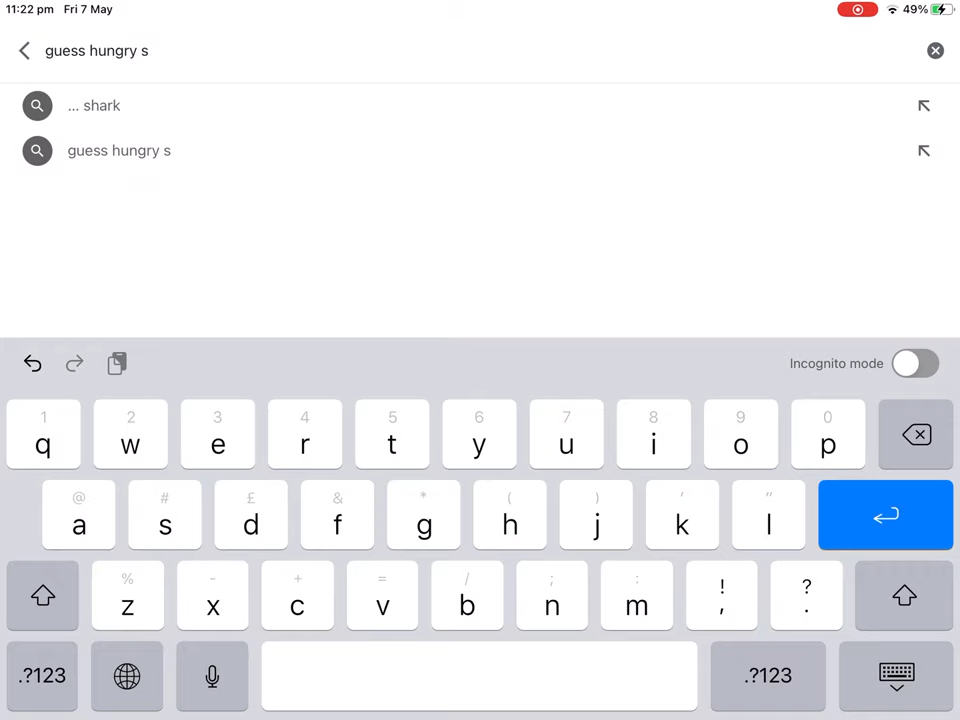 11:22 pm Fri 7 May 49%
guess hungry s
... shark
guess hungry s
Incognito mode
1 2 3 4 5 6 7 8 9 0
q w e r t y u i o p
@ # £ & * ( ) ' "
a s d f g h j k l
% - + = / ; : ! ?
z x c v b n m , .
.?123 .?123